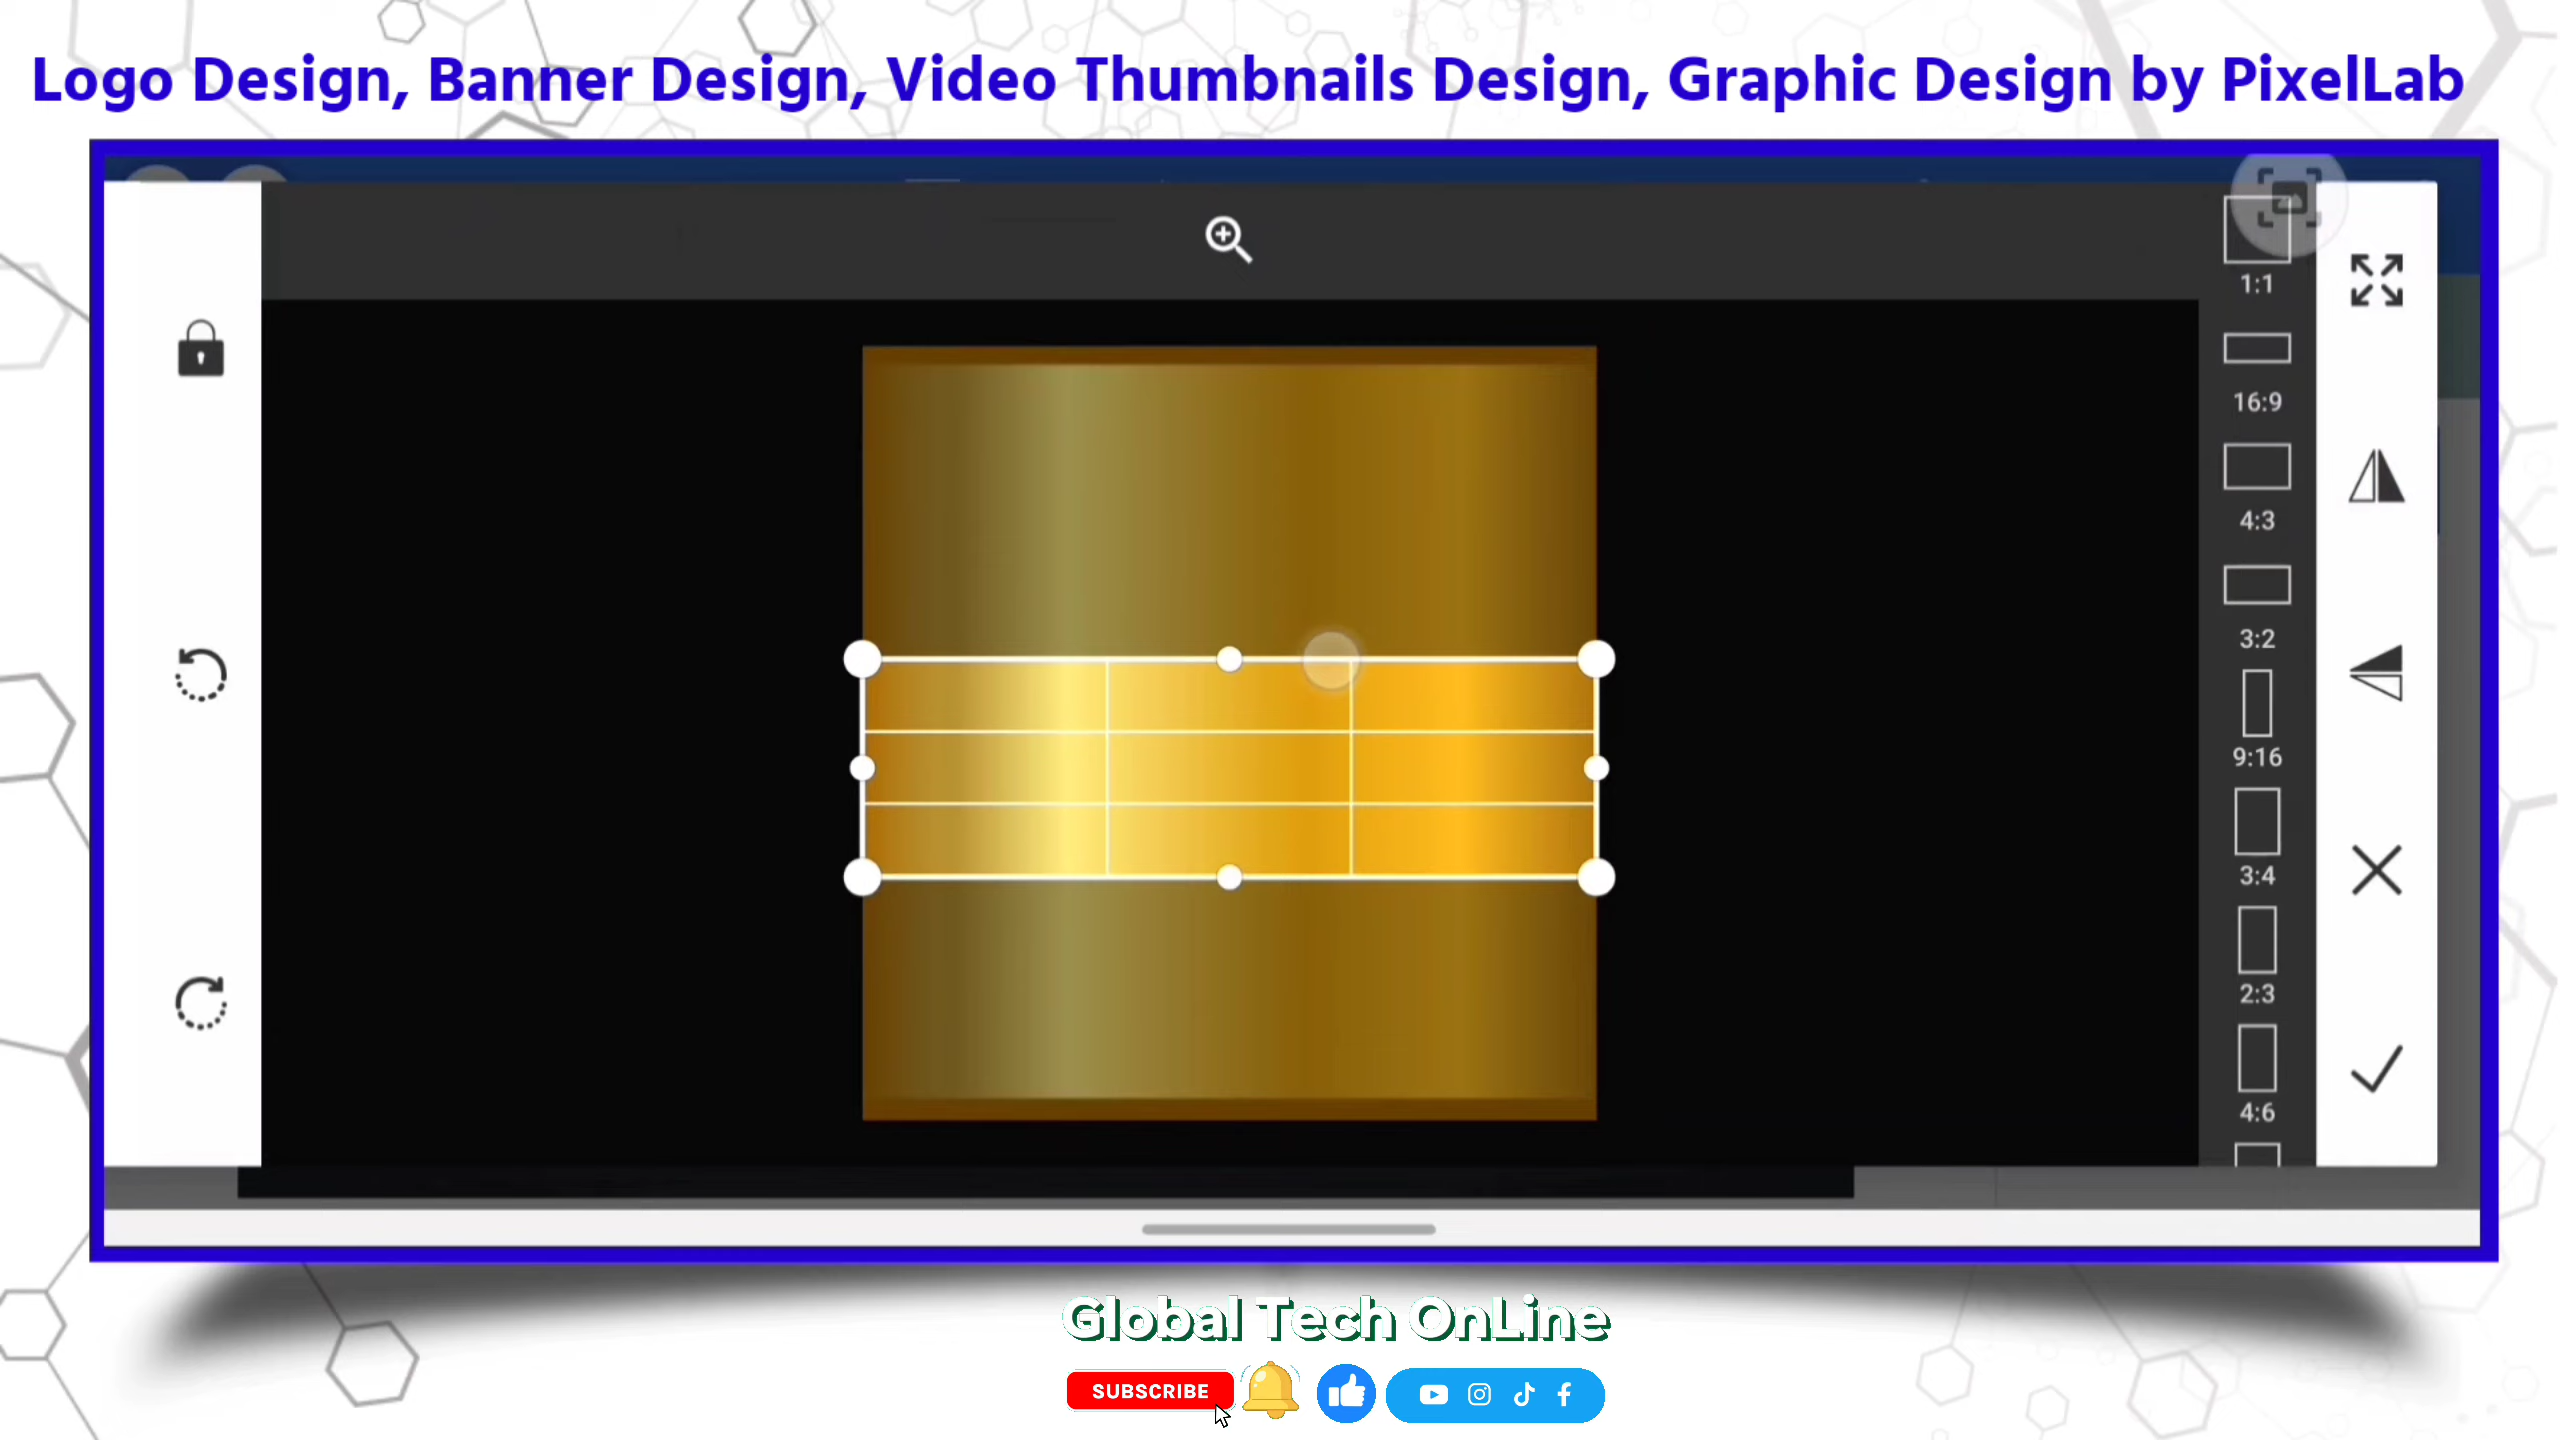 Logo Design, Banner Design, Video Thumbnails Design, Graphic Design by PixelLab
1:1
16:9
4:3
3:2
9:16
3:4
2:3
4:6
Global Tech OnLine
SUBSCRIBE